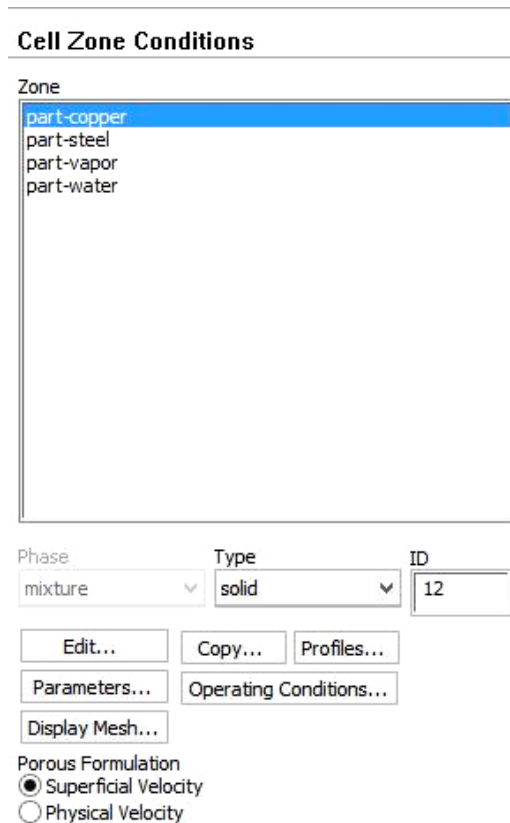 Cell Zone Conditions
Zone
part-copper
part-steel
part-vapor
part-water
Phase Type ID
mixture solid 12
Edit... Copy... Profiles...
Parameters... Operating Conditions...
Display Mesh...
Porous Formulation
Superficial Velocity
Physical Velocity